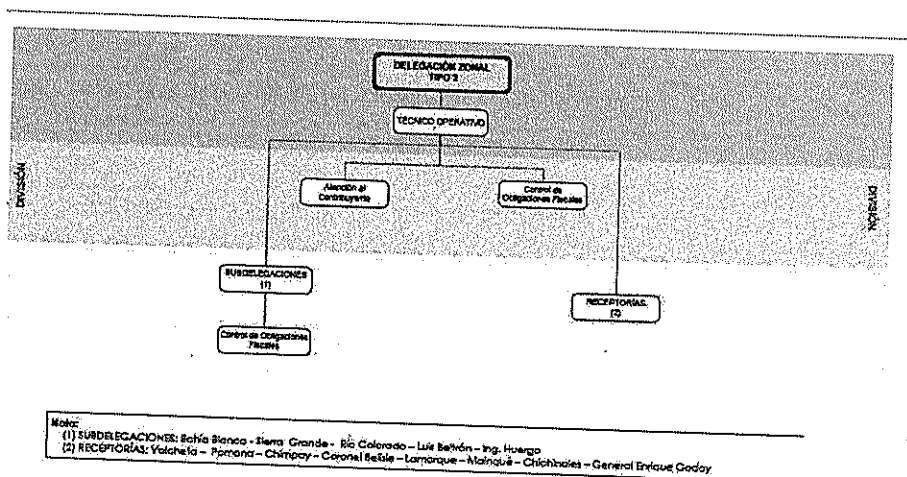 DELEGACIÓN ZONAL
TIPO 2
TECNICO OPERATIVO
DIVISIÓN
DIVISIÓN
Atención al
Contribuyente
Control de
Obligaciones Fiscales
SUBDELEGACIONES
(1)
RECEPTORÍAS
(2)
Control de Obligaciones
Fiscales
Nota:
(1) SUBDELEGACIONES: Bahía Blanca - Sierra Grande - Río Colorado – Luis Beltrón – Ing. Huergo
(2) RECEPTORÍAS: Valcheta – Pomona – Chimpay – Coronel Belisle – Lamarque – Mainqué – Chichinales – General Enrique Godoy